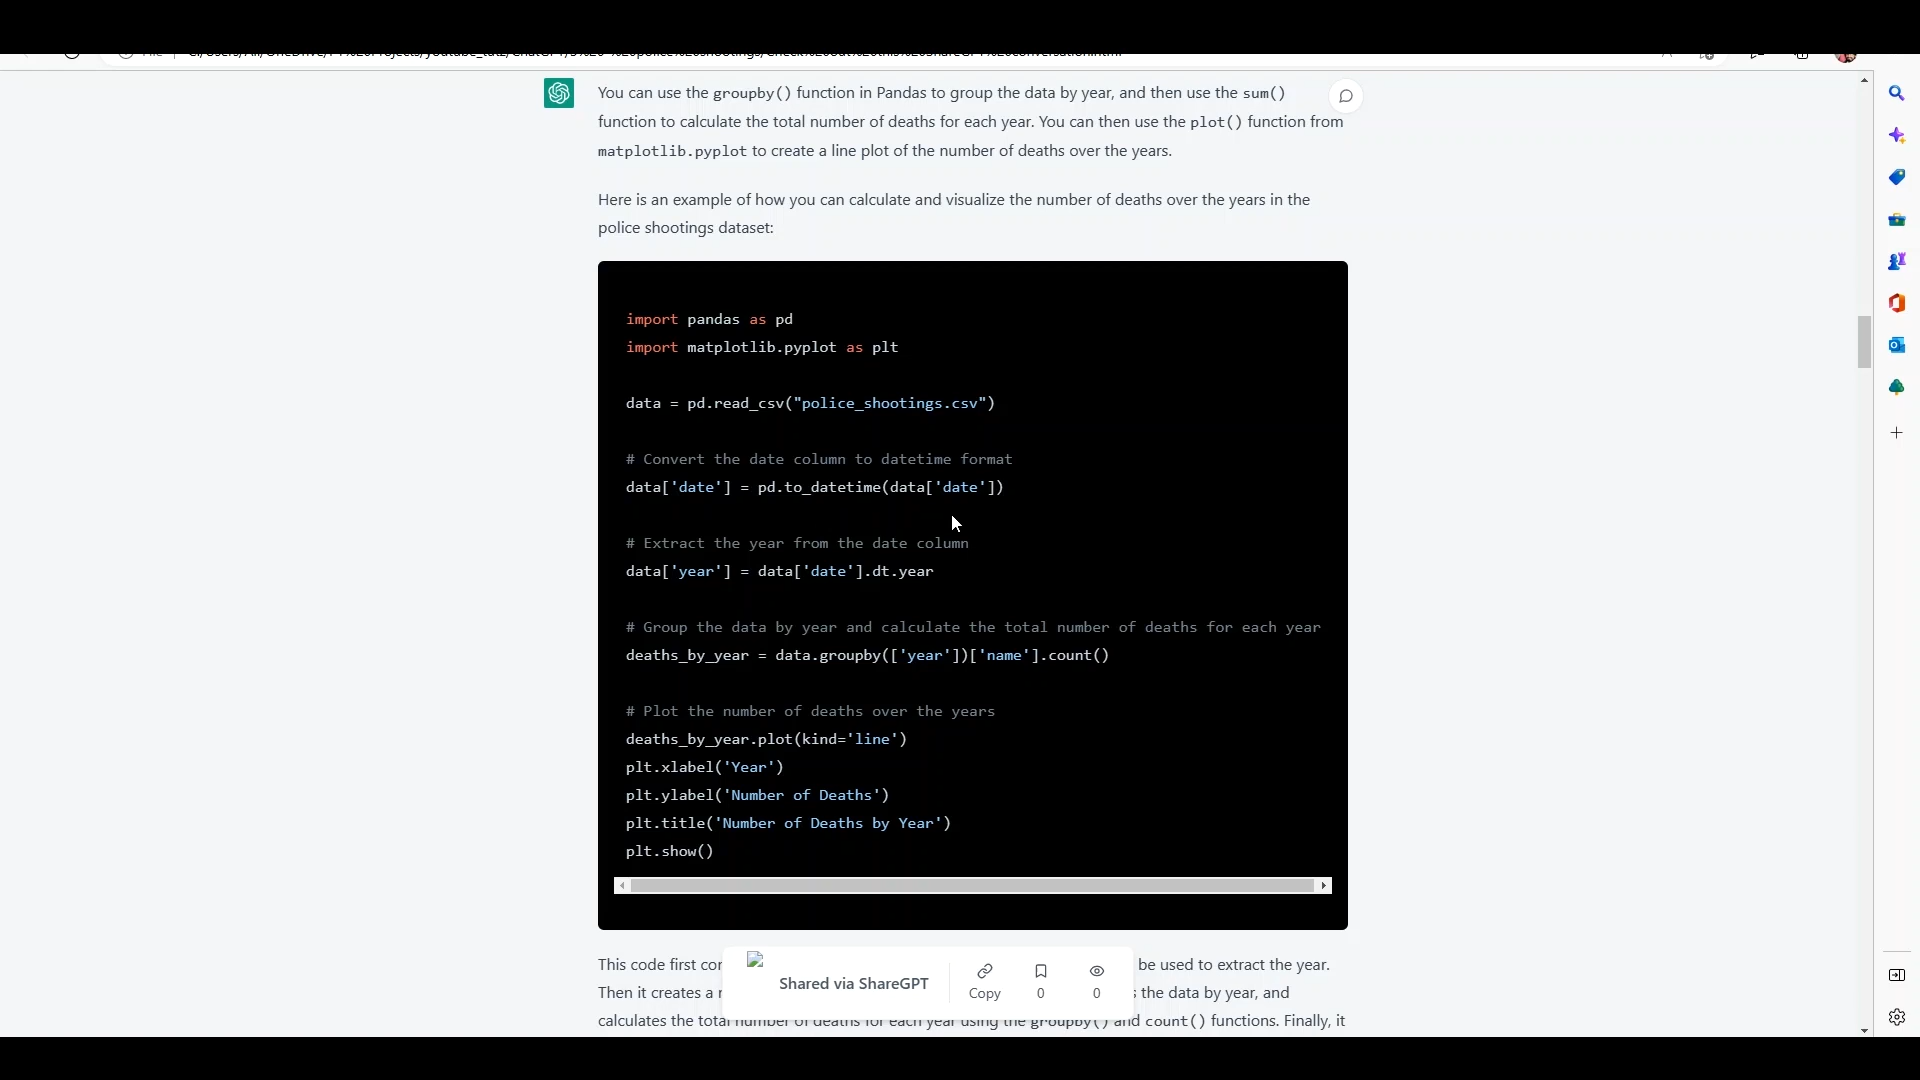 You can use the groupby() function in Pandas to group the data by year, and then use the sum()
function to calculate the total number of deaths for each year. You can then use the plot() function from
matplotlib.pyplot to create a line plot of the number of deaths over the years.
Here is an example of how you can calculate and visualize the number of deaths over the years in the
police shootings dataset:
import pandas as pd
import matplotlib.pyplot as plt
data = pd.read_csv("police_shootings.csv")
# Convert the date column to datetime format
data['date'] = pd.to_datetime(data['date'])
# Extract the year from the date column
data['year'] = data['date'].dt.year
# Group the data by year and calculate the total number of deaths for each year
deaths_by_year = data.groupby(['year'])['name'].count()
# Plot the number of deaths over the years
deaths_by_year.plot(kind='line')
plt.xlabel('Year')
plt.ylabel('Number of Deaths')
plt.title('Number of Deaths by Year')
plt.show()
This code first be used to extract the year.
Then it creates a the data by year, and
calculates the total number of deaths for each year using the groupby() and count() functions. Finally, it
Shared via ShareGPT
Copy
0
0